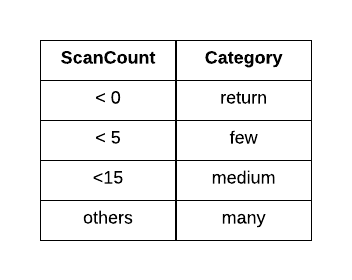 ScanCount Category
< 0 return
< 5 few
<15 medium
others many